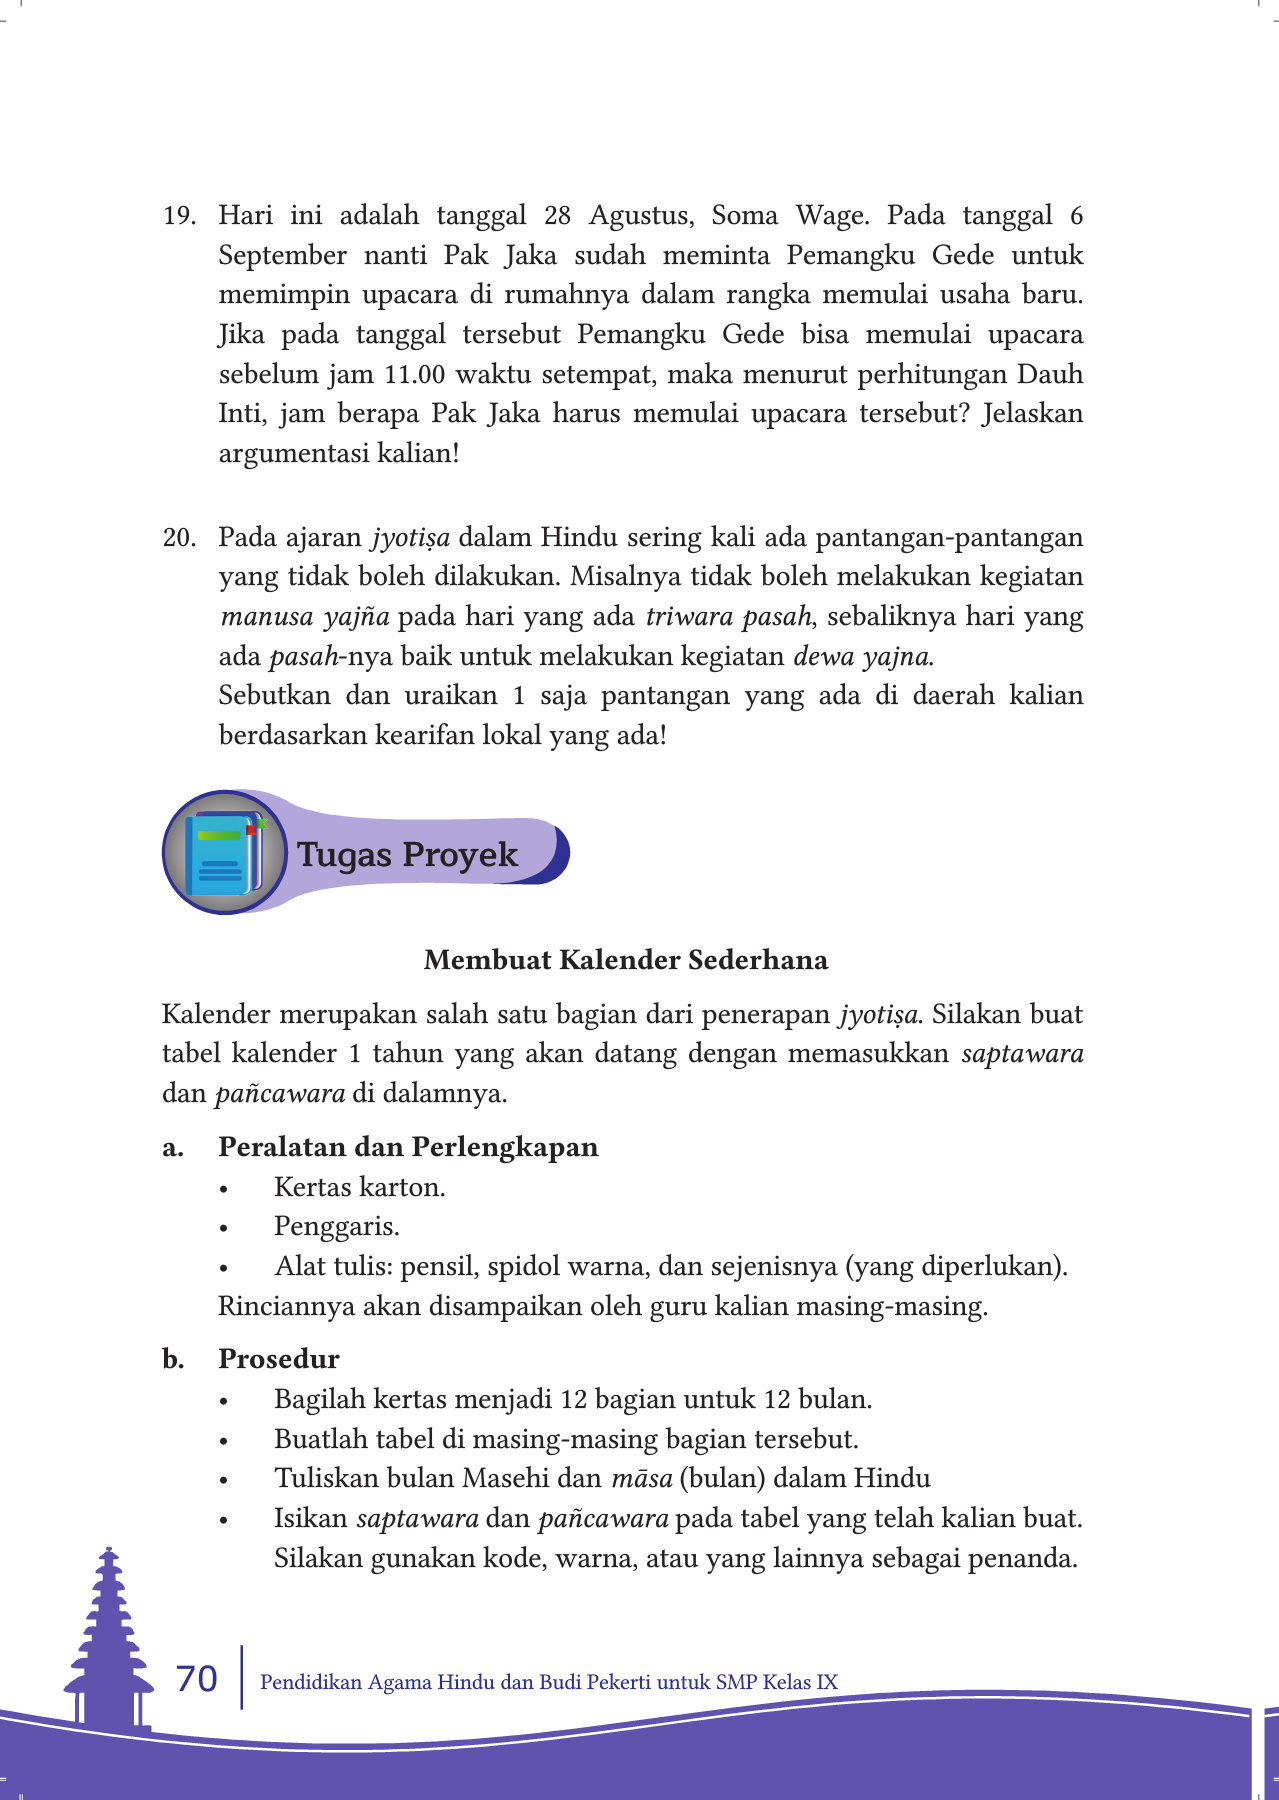 19. Hari ini adalah tanggal 28 Agustus, Soma Wage. Pada tanggal 6
September nanti Pak Jaka sudah meminta Pemangku Gede untuk
memimpin upacara di rumahnya dalam rangka memulai usaha baru.
Jika pada tanggal tersebut Pemangku Gede bisa memulai upacara
sebelum jam 11.00 waktu setempat, maka menurut perhitungan Dauh
Inti, jam berapa Pak Jaka harus memulai upacara tersebut? Jelaskan
argumentasi kalian!
20. Pada ajaran jyotiṣa dalam Hindu sering kali ada pantangan-pantangan
yang tidak boleh dilakukan. Misalnya tidak boleh melakukan kegiatan
manusa yajña pada hari yang ada triwara pasah, sebaliknya hari yang
ada pasah-nya baik untuk melakukan kegiatan dewa yajna.
Sebutkan dan uraikan 1 saja pantangan yang ada di daerah kalian
berdasarkan kearifan lokal yang ada!
Tugas Proyek
Membuat Kalender Sederhana
Kalender merupakan salah satu bagian dari penerapan jyotiṣa. Silakan buat
tabel kalender 1 tahun yang akan datang dengan memasukkan saptawara
dan pañcawara di dalamnya.
a. Peralatan dan Perlengkapan
• Kertas karton.
• Penggaris.
• Alat tulis: pensil, spidol warna, dan sejenisnya (yang diperlukan).
Rinciannya akan disampaikan oleh guru kalian masing-masing.
b. Prosedur
• Bagilah kertas menjadi 12 bagian untuk 12 bulan.
• Buatlah tabel di masing-masing bagian tersebut.
• Tuliskan bulan Masehi dan māsa (bulan) dalam Hindu
• Isikan saptawara dan pañcawara pada tabel yang telah kalian buat.
Silakan gunakan kode, warna, atau yang lainnya sebagai penanda.
70 Pendidikan Agama Hindu dan Budi Pekerti untuk SMP Kelas IX